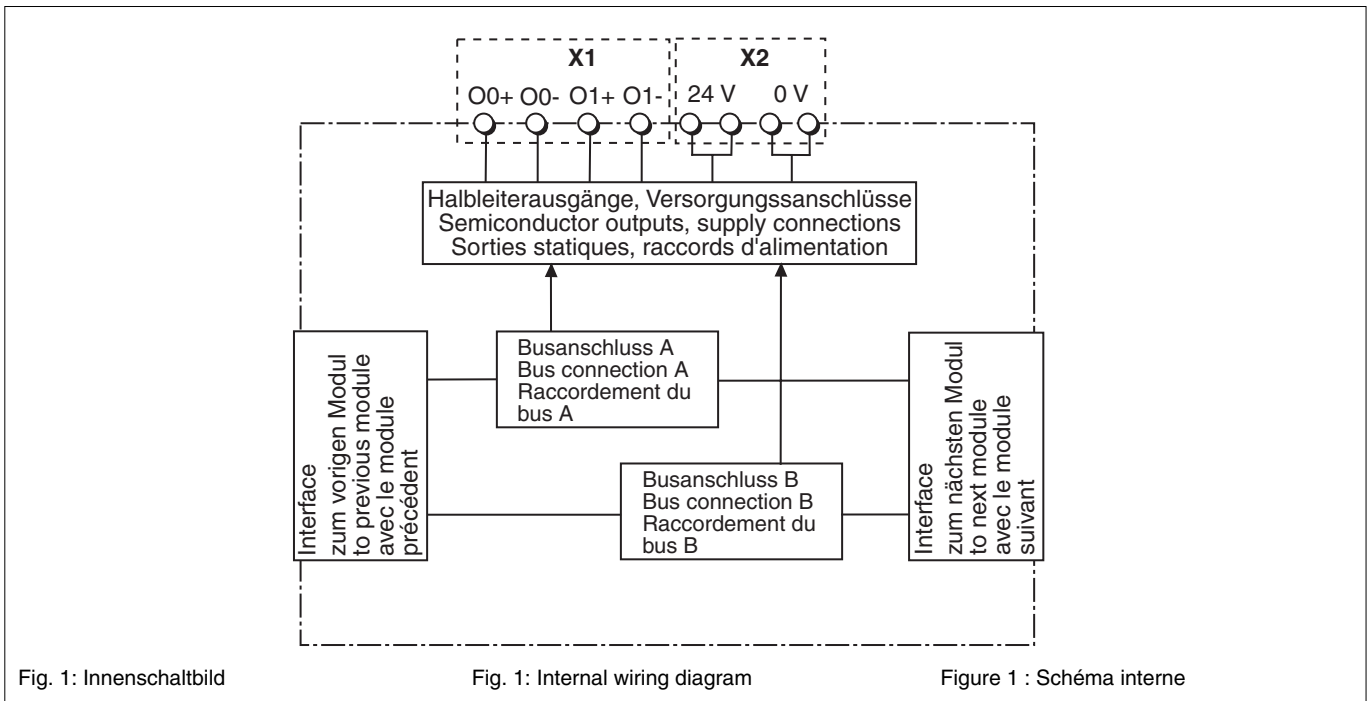 X1 X2
O0+ O0- O1+ O1- 24 V 0 V
Halbleiterausgänge, Versorgungssanschlüsse
Semiconductor outputs, supply connections
Sorties statiques, raccords d'alimentation
Interface
zum vorigen Modul
to previous module
avec le module
précédent
Busanschluss A
Bus connection A
Raccordement du
bus A
Busanschluss B
Bus connection B
Raccordement du
bus B
Interface
zum nächsten Modul
to next module
avec le module
suivant
Fig. 1: Innenschaltbild
Fig. 1: Internal wiring diagram
Figure 1 : Schéma interne